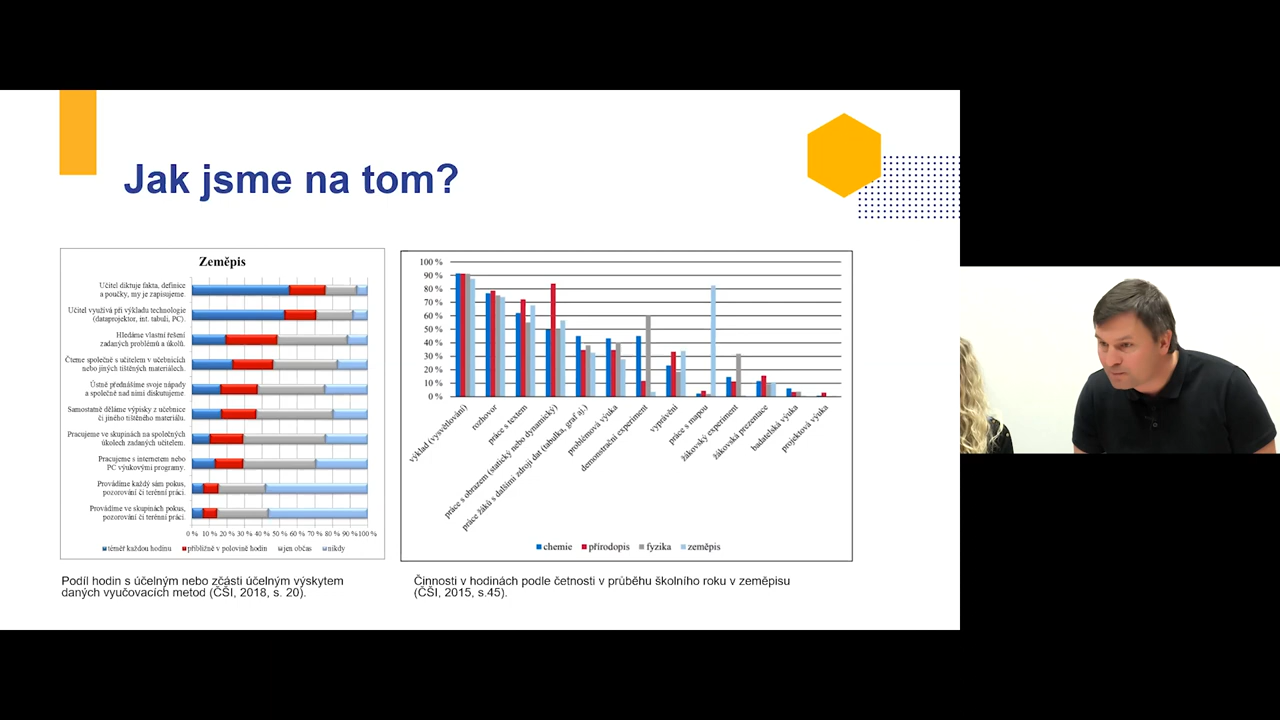 Jak jsme na tom?
Zeměpis
Učitel diktuje fakta, definice
a poučky, my je zapisujeme.
Učitel využívá při výkladu technologie
(dataprojektor, int. tabuli, PC).
Hledáme vlastní řešení
zadaných problémů a úkolů.
Čteme společně s učitelem v učebnicích
nebo jiných tištěných materiálech.
Ústně přednášíme svoje nápady
a společně nad nimi diskutujeme.
Samostatně děláme výpisky z učebnice
či jiného tištěného materiálu.
Pracujeme ve skupinách na společných
úkolech zadaných učitelem.
Pracujeme s internetem nebo
PC výukovými programy.
Provádíme každý sám pokus,
pozorování či terénní práci.
Provádíme ve skupinách pokus,
pozorování či terénní práci.
0 % 10 % 20 % 30 % 40 % 50 % 60 % 70 % 80 % 90 % 100 %
téměř každou hodinu přibližně v polovině hodin jen občas nikdy
100 %
90 %
80 %
70 %
60 %
50 %
40 %
30 %
20 %
10 %
0 %
výklad (vysvětlování)
rozhovor
práce s textem
práce s obrazem (statický nebo dynamický)
práce žáků s dalšími zdroji dat (tabulka, graf aj.)
problémová výuka
demonstrační experiment
vyprávění
práce s mapou
žákovský experiment
žákovská prezentace
badatelská výuka
projektová výuka
chemie přírodopis fyzika zeměpis
Podíl hodin s účelným nebo zčásti účelným výskytem
daných vyučovacích metod (ČŠI, 2018, s. 20).
Činnosti v hodinách podle četnosti v průběhu školního roku v zeměpisu
(ČŠI, 2015, s.45).